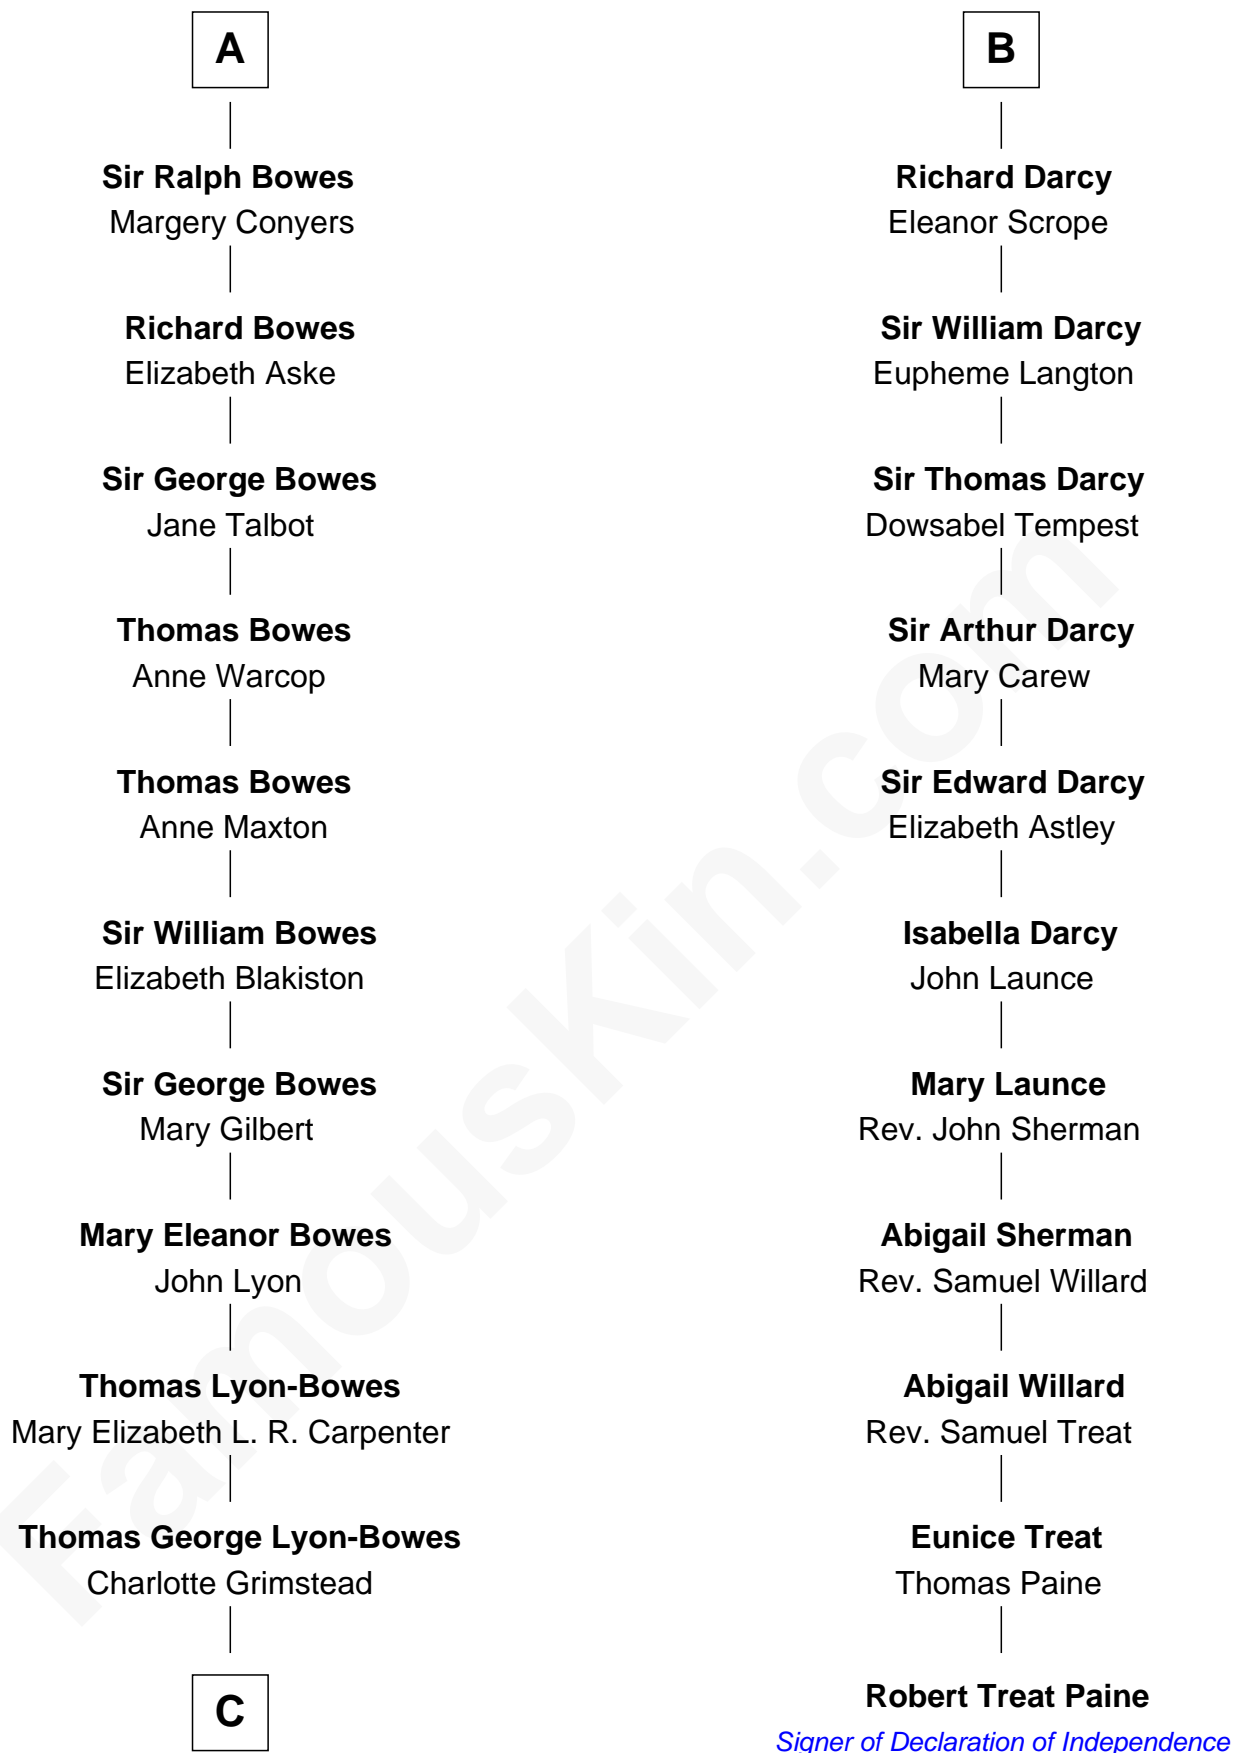 A
Sir Ralph Bowes
Margery Conyers
Richard Bowes
Elizabeth Aske
Sir George Bowes
Jane Talbot
Thomas Bowes
Anne Warcop
Thomas Bowes
Anne Maxton
Sir William Bowes
Elizabeth Blakiston
Sir George Bowes
Mary Gilbert
Mary Eleanor Bowes
John Lyon
Thomas Lyon-Bowes
Mary Elizabeth L. R. Carpenter
Thomas George Lyon-Bowes
Charlotte Grimstead
C
B
Richard Darcy
Eleanor Scrope
Sir William Darcy
Eupheme Langton
Sir Thomas Darcy
Dowsabel Tempest
Sir Arthur Darcy
Mary Carew
Sir Edward Darcy
Elizabeth Astley
Isabella Darcy
John Launce
Mary Launce
Rev. John Sherman
Abigail Sherman
Rev. Samuel Willard
Abigail Willard
Rev. Samuel Treat
Eunice Treat
Thomas Paine
Robert Treat Paine
Signer of Declaration of Independence
FamousKin.com